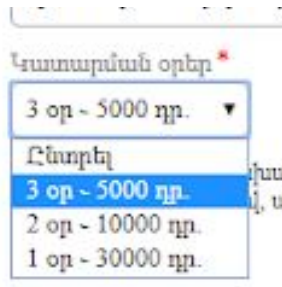 Կատարման օրեր *
3 օր - 5000 դր.
Ընտրել
3 օր - 5000 դր.
2 օր - 10000 դր.
1 օր - 30000 դր.